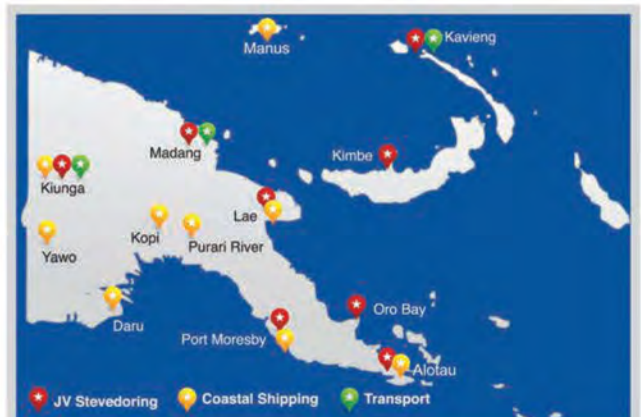 Manus
Kavieng
Madang
Kimbe
Kiunga
Lae
Kopi
Purari River
Yawo
Daru
Oro Bay
Port Moresby
Alotau
JV Stevedoring Coastal Shipping Transport